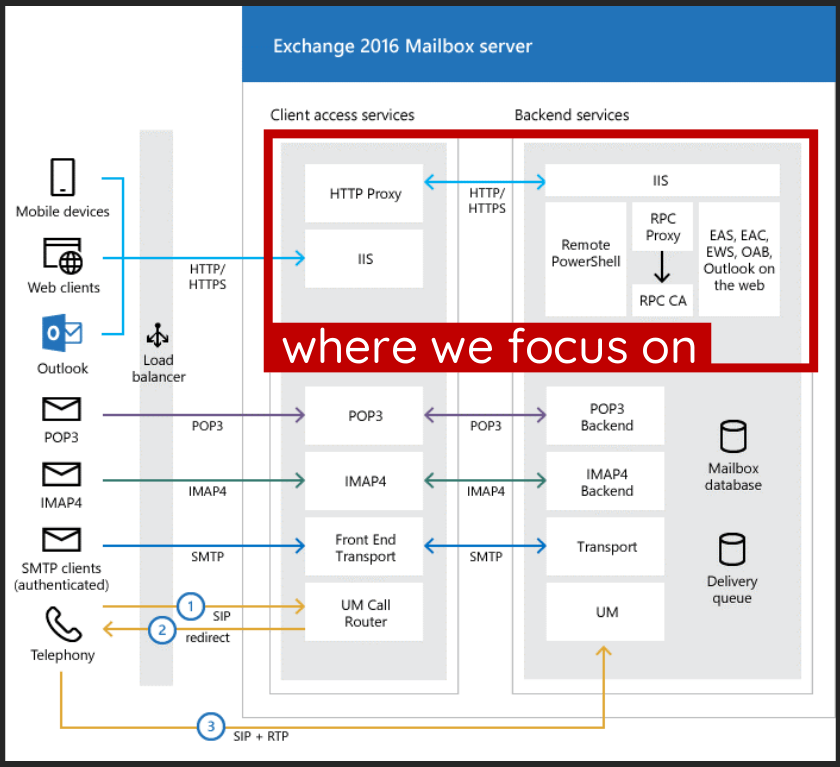 Exchange 2016 Mailbox server
Client access services
Backend services
Mobile devices
Web clients
Outlook
Load
balancer
HTTP/
HTTPS
HTTP Proxy
IIS
HTTP/
HTTPS
IIS
Remote
PowerShell
RPC
Proxy
RPC CA
EAS, EAC,
EWS, OAB,
Outlook on
the web
where we focus on
POP3
POP3
POP3
POP3
POP3
Backend
IMAP4
IMAP4
IMAP4
IMAP4
IMAP4
Backend
Mailbox
database
SMTP clients
(authenticated)
SMTP
Front End
Transport
SMTP
Transport
Delivery
queue
Telephony
1
SIP
2
redirect
UM Call
Router
UM
3
SIP + RTP